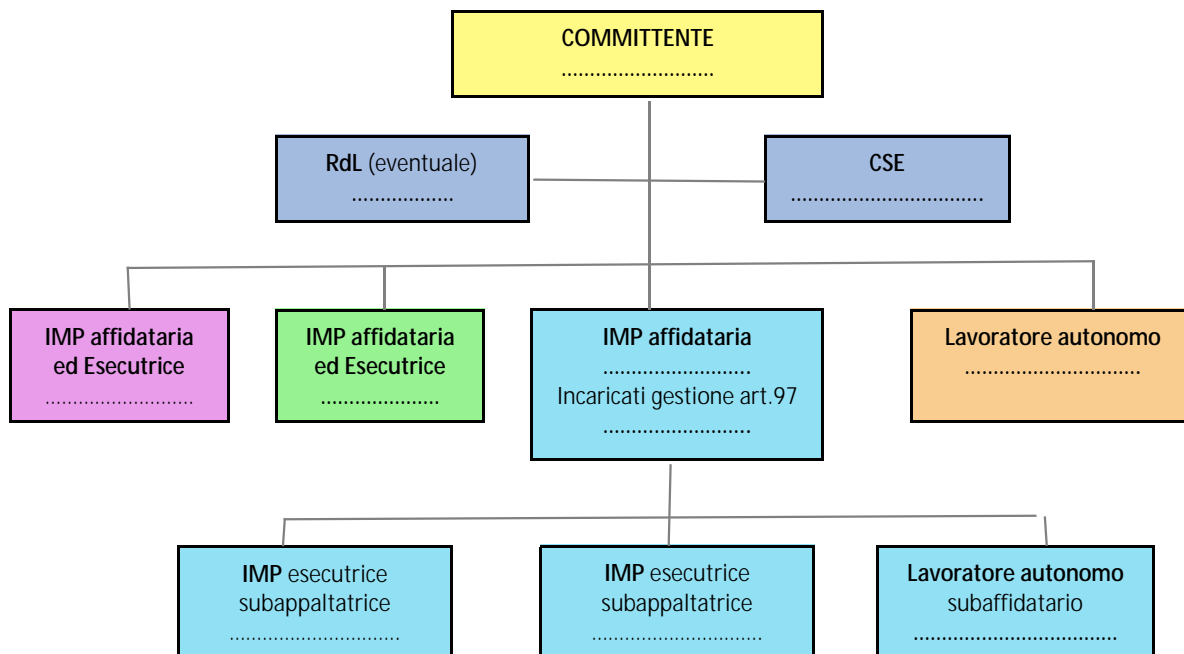 COMMITTENTE
...........................
RdL (eventuale)
..................
CSE
..................................
IMP affidataria
ed Esecutrice
..........................
IMP affidataria
ed Esecutrice
.....................
IMP affidataria
..........................
Incaricati gestione art.97
..........................
Lavoratore autonomo
...............................
IMP esecutrice
subappaltatrice
..............................
IMP esecutrice
subappaltatrice
..............................
Lavoratore autonomo
subaffidatario
....................................